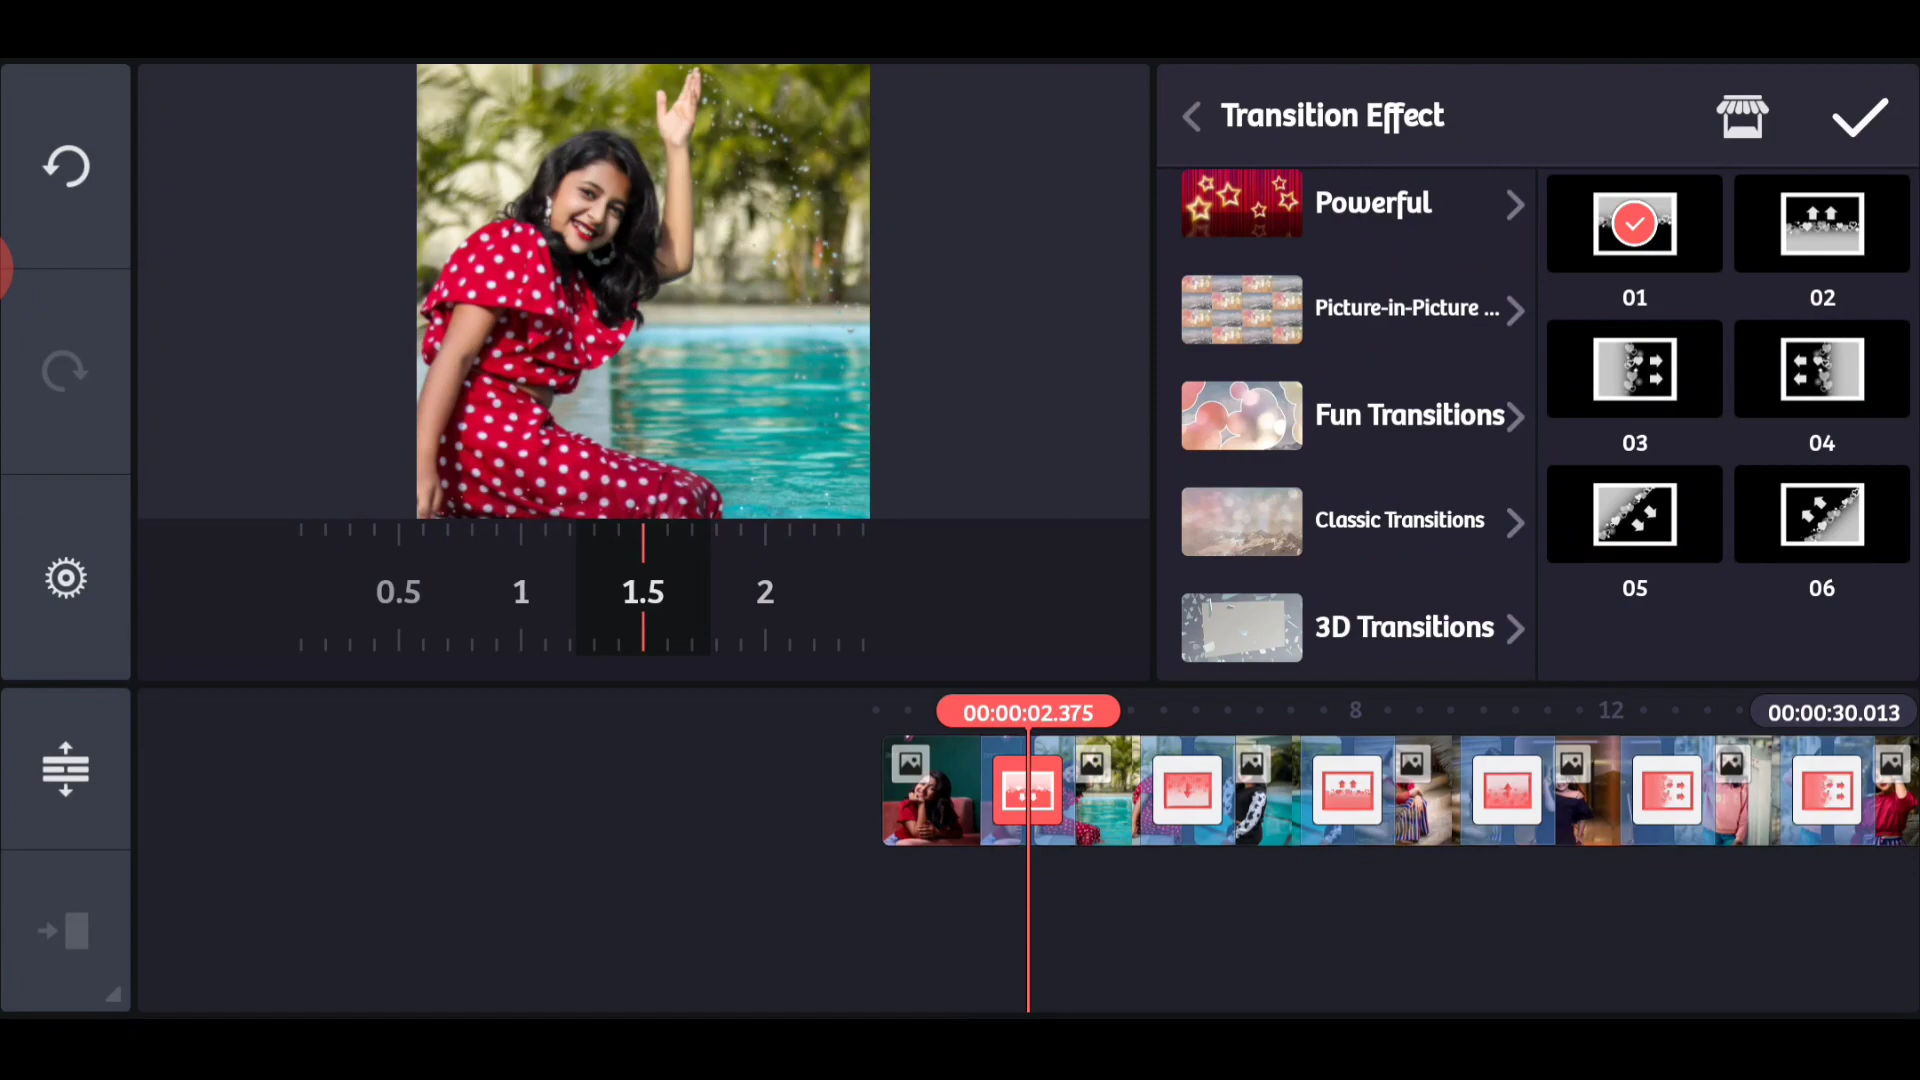 Transition Effect
Powerful
Picture-in-Picture ...
Fun Transitions
Classic Transitions
3D Transitions
01
02
03
04
05
06
0.5
1
1.5
2
00:00:02.375
8
12
00:00:30.013